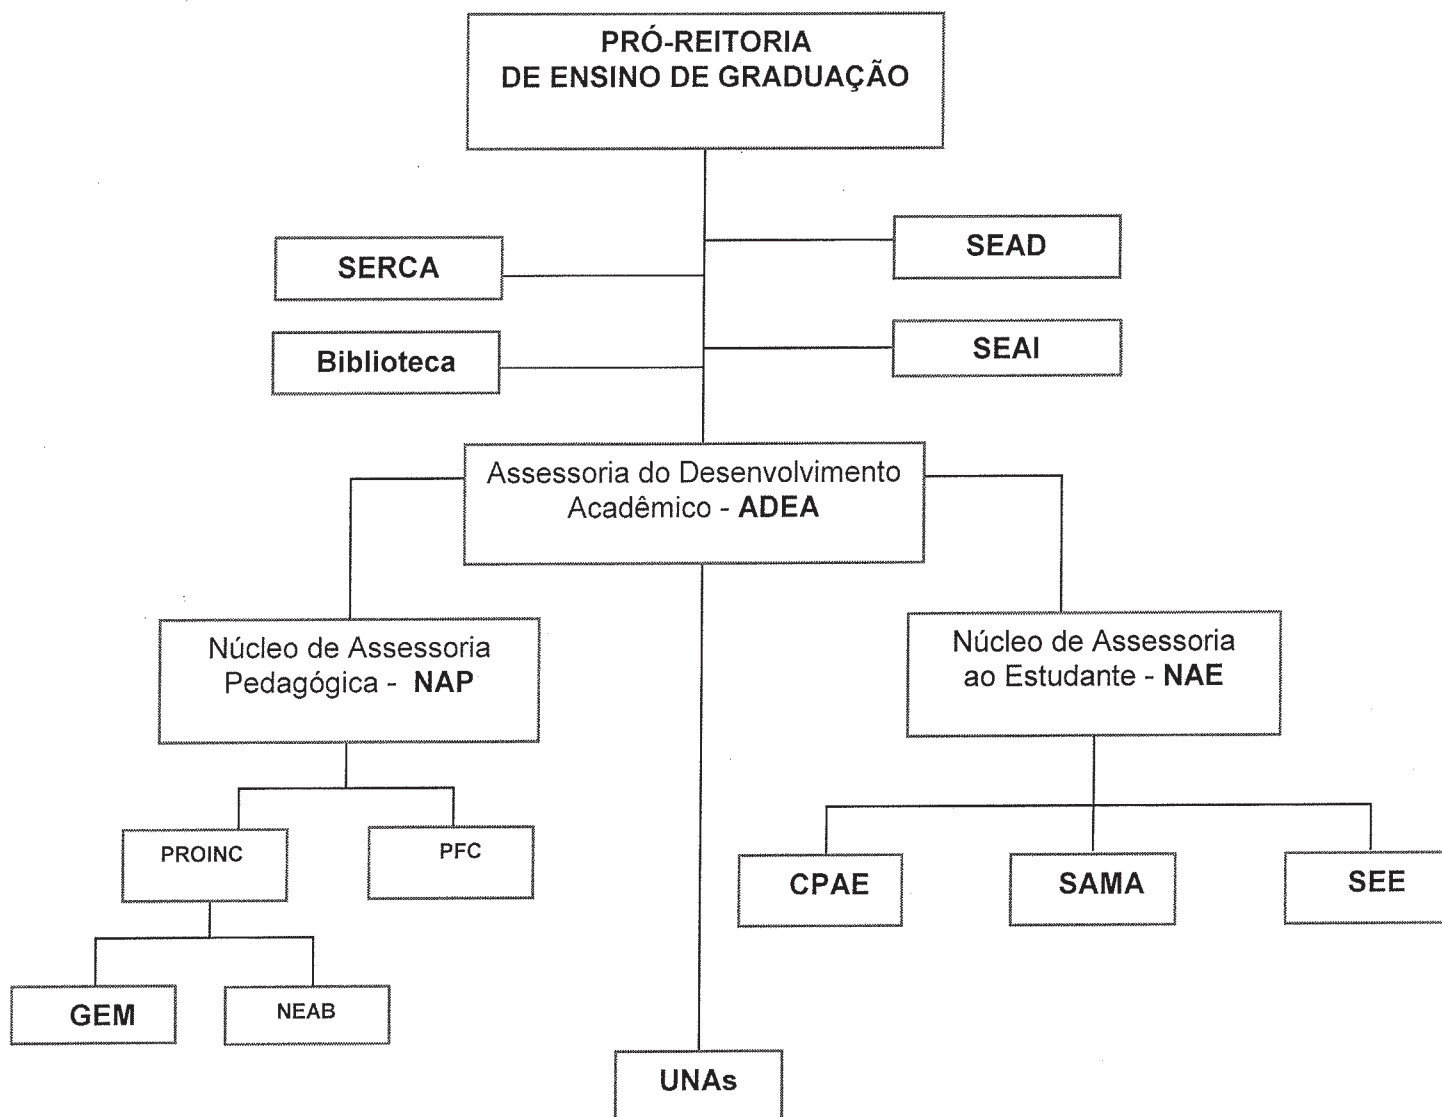 PRÓ-REITORIA
DE ENSINO DE GRADUAÇÃO
SEAD
SERCA
SEAI
Biblioteca
Assessoria do Desenvolvimento
Acadêmico - ADEA
Núcleo de Assessoria
Pedagógica - NAP
Núcleo de Assessoria
ao Estudante - NAE
PROINC
PFC
CPAE
SAMA
SEE
GEM
NEAB
UNAs